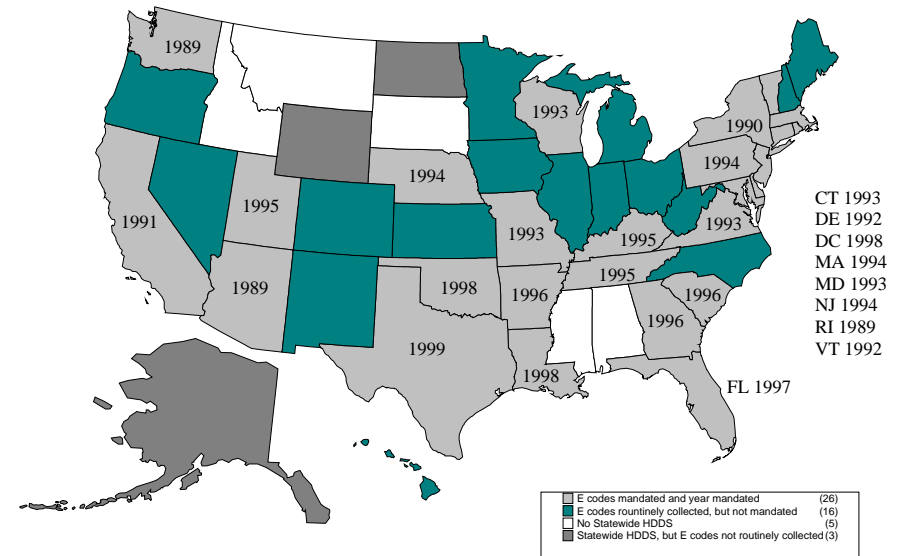 1989
1993
1990
1994
1994
1995
1991
1993
1993
1995
1995
1989
1998
1996
1996
1996
1999
1998
FL 1997
CT 1993
DE 1992
DC 1998
MA 1994
MD 1993
NJ 1994
RI 1989
VT 1992
E codes mandated and year mandated (26)
E codes rountinely collected, but not mandated (16)
No Statewide HDDS (5)
Statewide HDDS, but E codes not routinely collected (3)